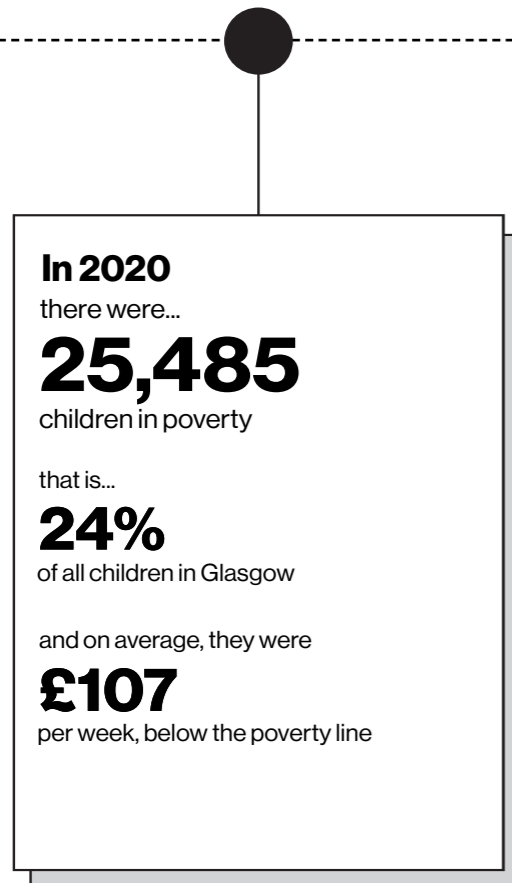 In 2020
there were...
25,485
children in poverty
that is...
24%
of all children in Glasgow
and on average, they were
£107
per week, below the poverty line